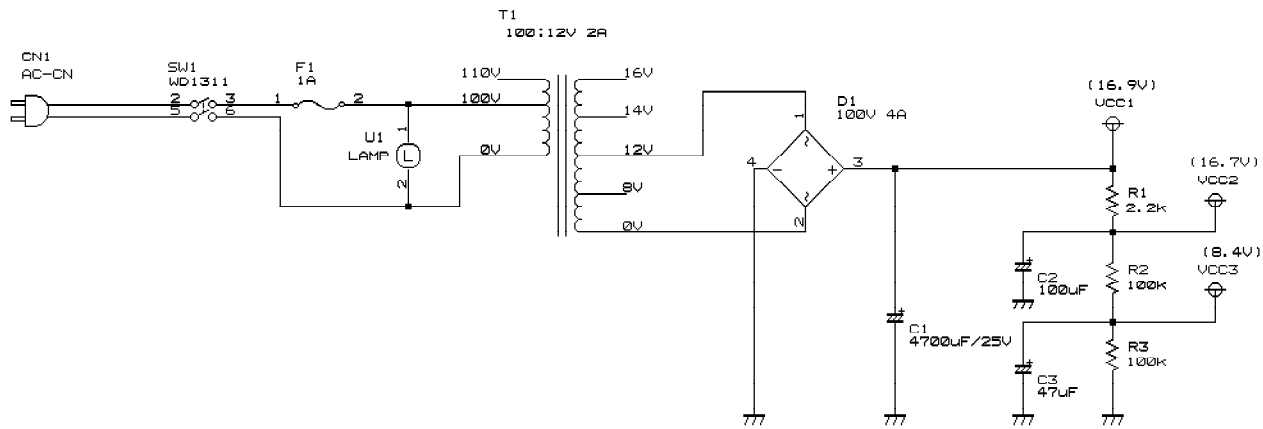 T1
100:12V 2A
CN1
AC-CN
SW1
WD1311
2
3
5
6
F1
1A
1
2
110V
100V
0V
U1
LAMP
1
L
2
16V
14V
12V
8V
0V
D1
100V 4A
1
4
3
2
~
-
+
~
(16.9V)
VCC1
(16.7V)
VCC2
(8.4V)
VCC3
R1
2.2k
R2
100k
R3
100k
+
C1
4700uF/25V
+
C2
100uF
+
C3
47uF